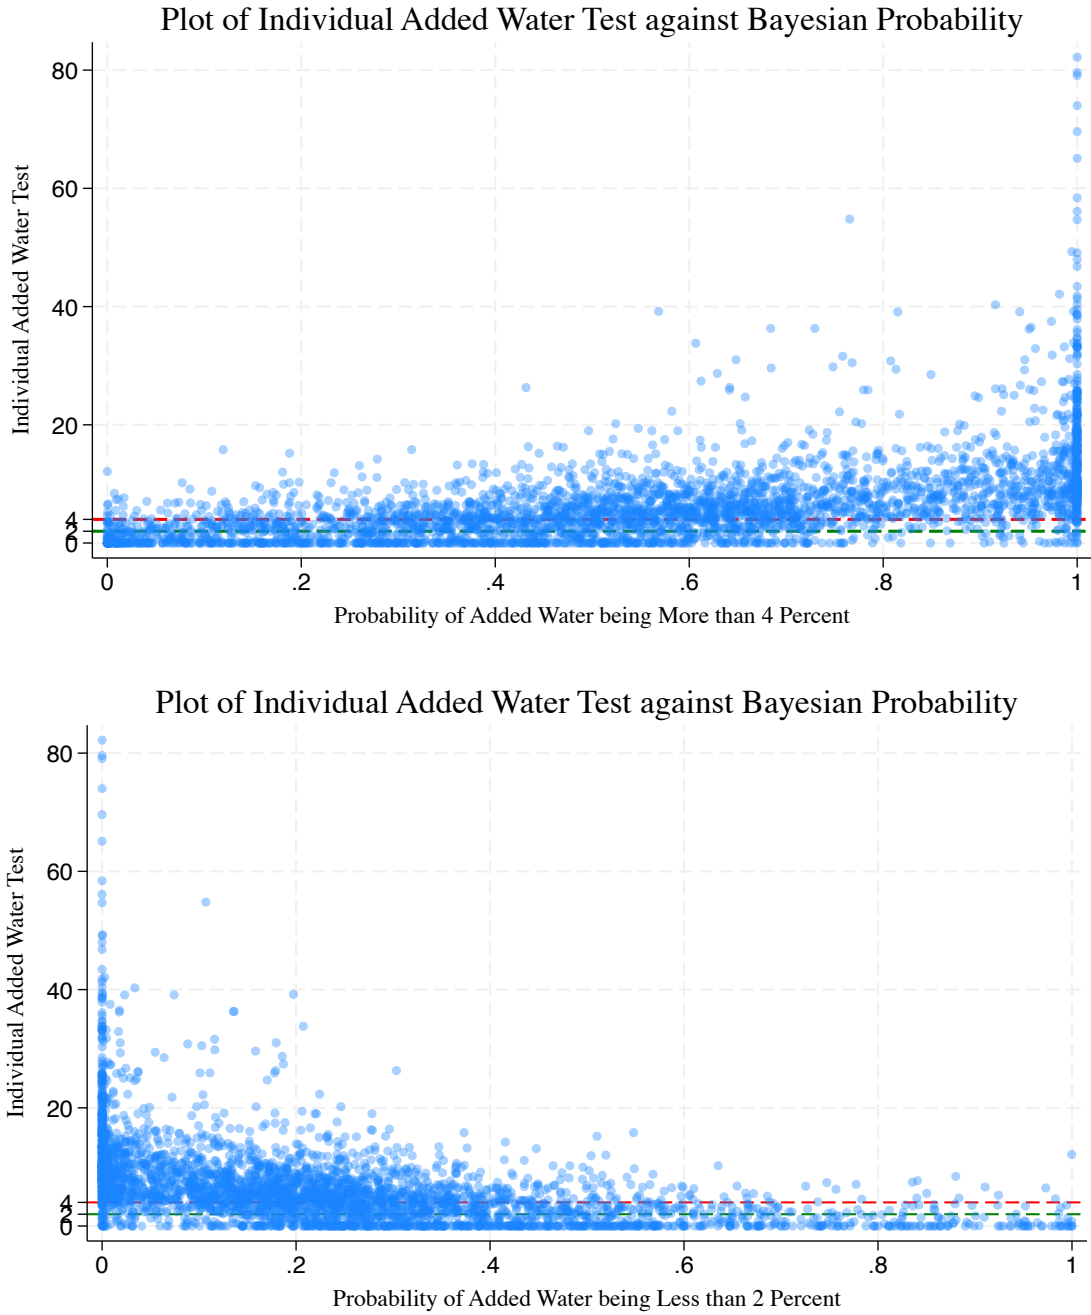 Plot of Individual Added Water Test against Bayesian Probability
80
60
40
20
4
2
0
Individual Added Water Test
0 .2 .4 .6 .8 1
Probability of Added Water being More than 4 Percent
Plot of Individual Added Water Test against Bayesian Probability
80
60
40
20
4
2
0
Individual Added Water Test
0 .2 .4 .6 .8 1
Probability of Added Water being Less than 2 Percent